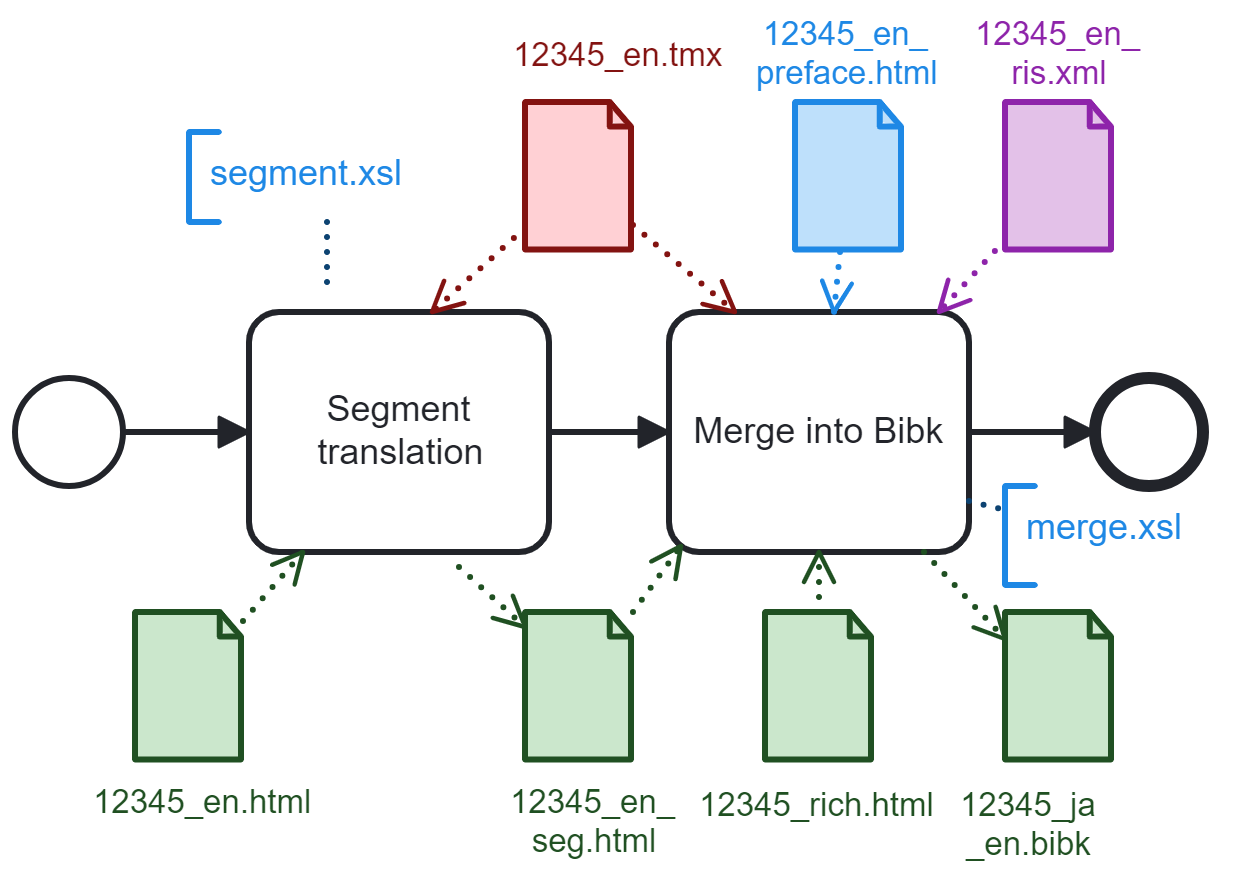 12345_en.tmx
12345_en_
preface.html
12345_en_
ris.xml
segment.xsl
Segment
translation
Merge into Bibk
merge.xsl
12345_en.html
12345_en_
seg.html
12345_rich.html
12345_ja
_en.bibk